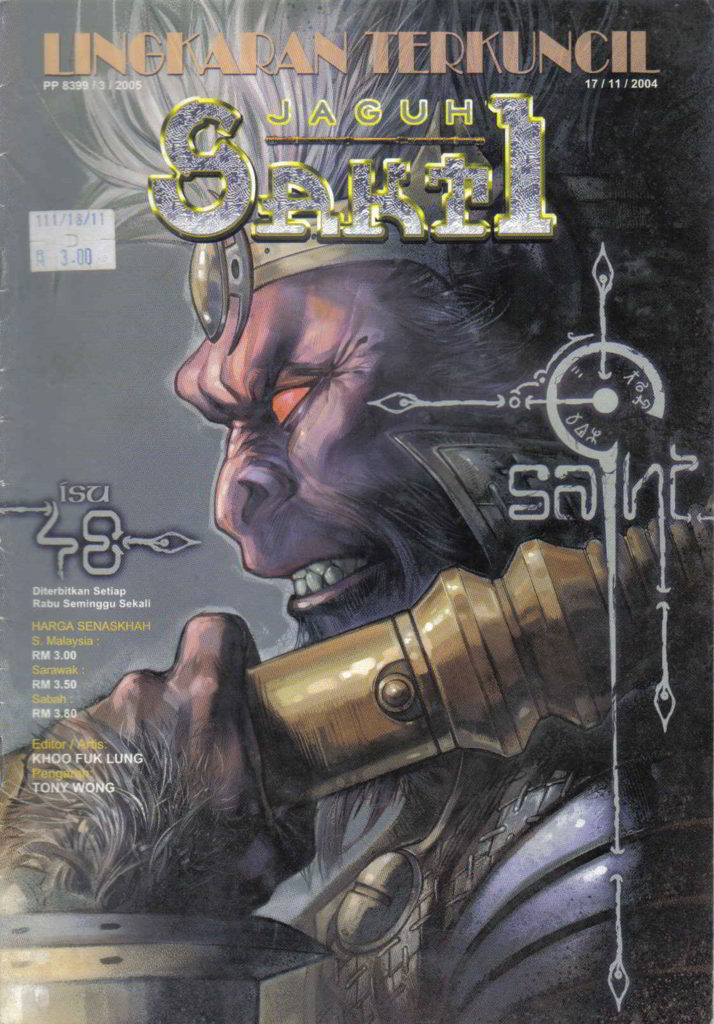 LINGKARAN TERKUNCIL
PP 8399 / 3 / 2005
17 / 11 / 2004
JAGUH
SAKTI
111/18/11
3.00
saint
isu
48
Diterbitkan Setiap
Rabu Seminggu Sekali
HARGA SENASKHAH
S. Malaysia :
RM 3.00
Sarawak :
RM 3.50
Sabah :
RM 3.80
Editor / Artis:
KHOO FUK LUNG
Pengarah:
TONY WONG